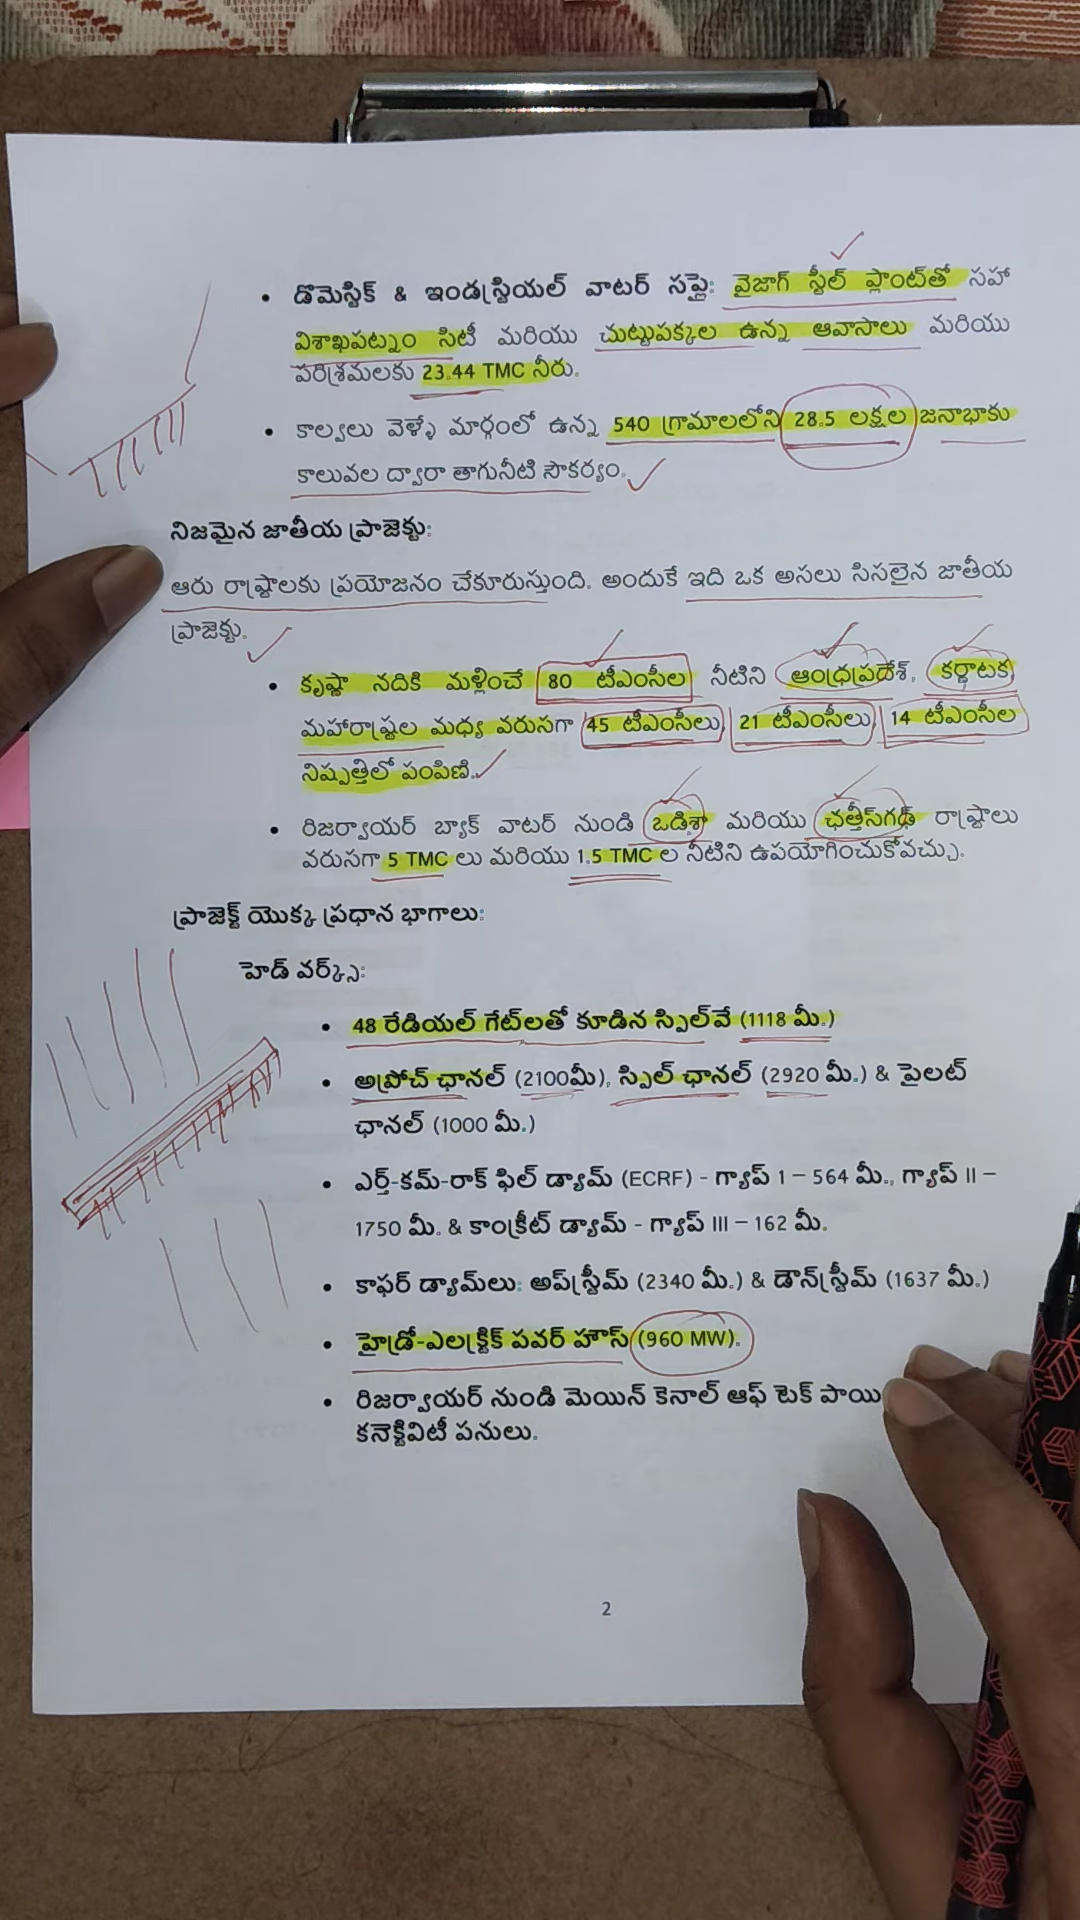 • డొమెస్టిక్ & ఇండస్ట్రియల్ వాటర్ సప్లై: వైజాగ్ స్టీల్ ప్లాంట్‌తో సహా
విశాఖపట్నం సిటీ మరియు చుట్టుపక్కల ఉన్న ఆవాసాలు మరియు
పరిశ్రమలకు 23.44 TMC నీరు.
• కాల్వలు వెళ్ళే మార్గంలో ఉన్న 540 గ్రామాలలోని 28.5 లక్షల జనాభాకు
కాలువల ద్వారా తాగునీటి సౌకర్యం.
నిజమైన జాతీయ ప్రాజెక్టు:
ఆరు రాష్ట్రాలకు ప్రయోజనం చేకూరుస్తుంది. అందుకే ఇది ఒక అసలు సిసలైన జాతీయ
ప్రాజెక్టు.
• కృష్ణా నదికి మళ్లించే 80 టీఎంసీల నీటిని ఆంధ్రప్రదేశ్, కర్ణాటక,
మహారాష్ట్రల మధ్య వరుసగా 45 టీఎంసీలు, 21 టీఎంసీలు, 14 టీఎంసీల
నిష్పత్తిలో పంపిణి.
• రిజర్వాయర్ బ్యాక్ వాటర్ నుండి ఒడిశా మరియు ఛత్తీస్‌గఢ్ రాష్ట్రాలు
వరుసగా 5 TMC లు మరియు 1.5 TMC ల నీటిని ఉపయోగించుకోవచ్చు.
ప్రాజెక్ట్ యొక్క ప్రధాన భాగాలు:
హెడ్ వర్క్స్:
• 48 రేడియల్ గేట్‌లతో కూడిన స్పిల్‌వే (1118 మీ.)
• అప్రోచ్ ఛానల్ (2100మీ), స్పిల్ ఛానల్ (2920 మీ.) & పైలట్
ఛానల్ (1000 మీ.)
• ఎర్త్-కమ్-రాక్ ఫిల్ డ్యామ్ (ECRF) - గ్యాప్ 1 – 564 మీ., గ్యాప్ II –
1750 మీ. & కాంక్రీట్ డ్యామ్ - గ్యాప్ III – 162 మీ.
• కాఫర్ డ్యామ్‌లు: అప్‌స్ట్రీమ్ (2340 మీ.) & డౌన్‌స్ట్రీమ్ (1637 మీ.)
• హైడ్రో-ఎలక్ట్రిక్ పవర్ హౌస్ (960 MW).
• రిజర్వాయర్ నుండి మెయిన్ కెనాల్ ఆఫ్ టెక్
కనెక్టివిటీ పనులు.
2